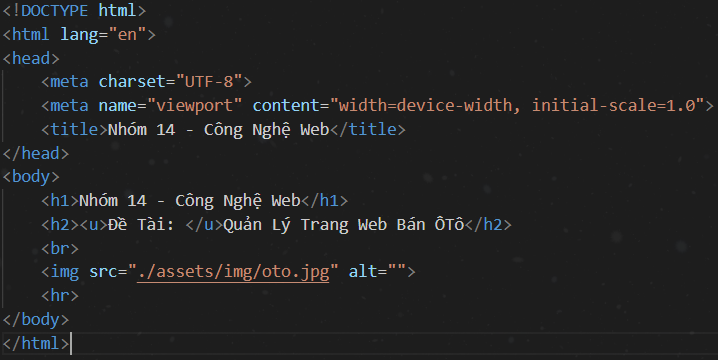 <!DOCTYPE html>
<html lang="en">
<head>
    <meta charset="UTF-8">
    <meta name="viewport" content="width=device-width, initial-scale=1.0">
    <title>Nhóm 14 - Công Nghệ Web</title>
</head>
<body>
    <h1>Nhóm 14 - Công Nghệ Web</h1>
    <h2><u>Đề Tài: </u>Quản Lý Trang Web Bán ÔTô</h2>
    <br>
    <img src="./assets/img/oto.jpg" alt="">
    <hr>
</body>
</html>